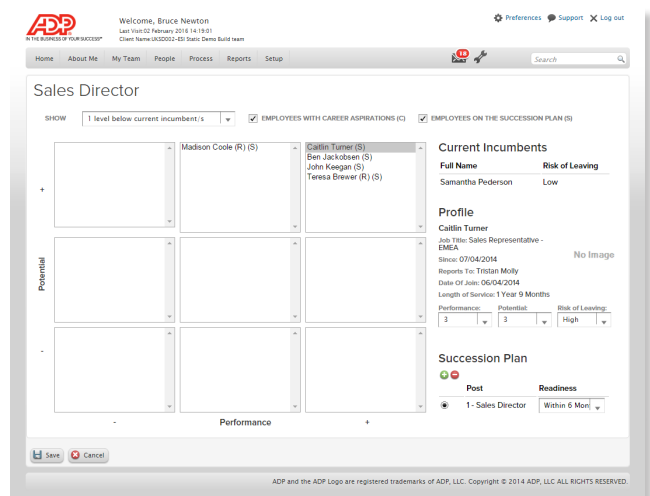 ADP
IN THE BUSINESS OF YOUR SUCCESS®
Welcome, Bruce Newton
Last Visit:02 February 2016 14:19:01
Client Name:UKSD002-ESI Static Demo Build team
Preferences Support Log out
Home About Me My Team People Process Reports Setup 18 Search
Sales Director
SHOW 1 level below current incumbent/s EMPLOYEES WITH CAREER ASPIRATIONS (C) EMPLOYEES ON THE SUCCESSION PLAN (S)
Madison Coole (R) (S)
Caitlin Turner (S)
Ben Jackobsen (S)
John Keegan (S)
Teresa Brewer (R) (S)
+
Potential
-
- Performance +
Current Incumbents
Full Name Risk of Leaving
Samantha Pederson Low
Profile
Caitlin Turner
Job Title: Sales Representative -
EMEA
Since: 07/04/2014
No Image
Reports To: Tristan Molly
Date Of Join: 06/04/2014
Length of Service: 1 Year 9 Months
Performance: Potential: Risk of Leaving:
3 3 High
Succession Plan
Post Readiness
1 - Sales Director Within 6 Mon
Save Cancel
ADP and the ADP Logo are registered trademarks of ADP, LLC. Copyright © 2014 ADP, LLC ALL RIGHTS RESERVED.